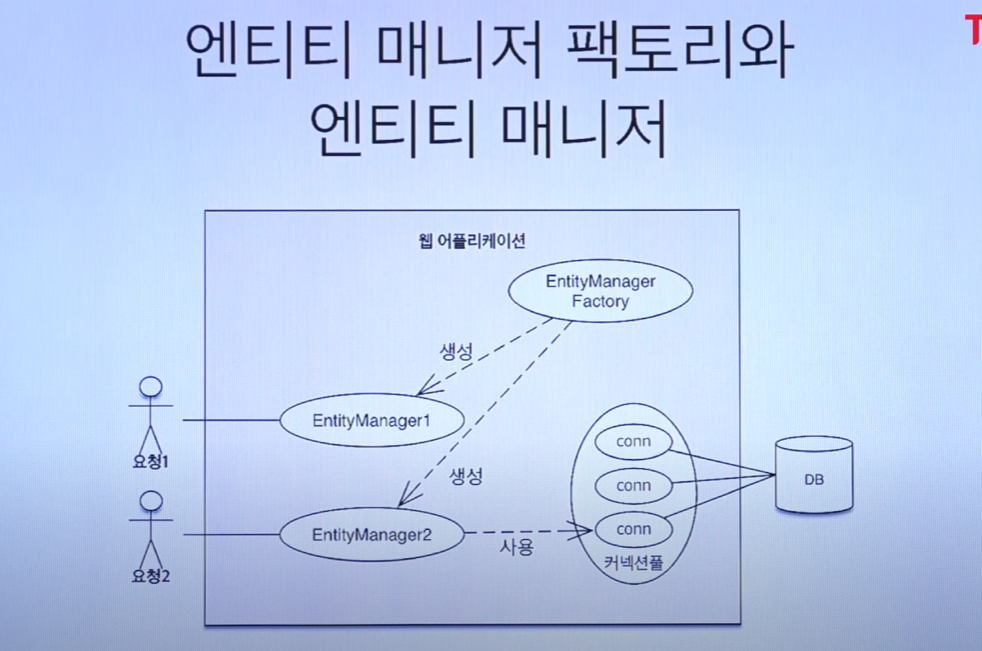 엔티티 매니저 팩토리와
엔티티 매니저
웹 어플리케이션
EntityManager
Factory
생성
EntityManager1
요청1
conn
conn
conn
커넥션풀
DB
생성
EntityManager2
사용
요청2